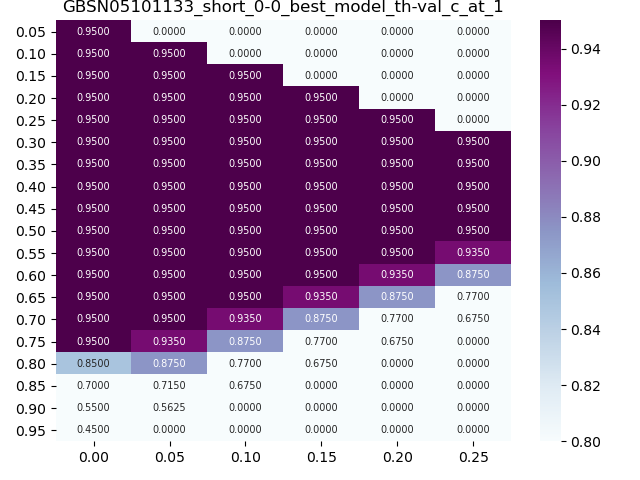 GBSN05101133_short_0-0_best_model_th-val_c_at_1
0.05 0.9500 0.0000 0.0000 0.0000 0.0000 0.0000
0.10 0.9500 0.9500 0.0000 0.0000 0.0000 0.0000
0.15 0.9500 0.9500 0.9500 0.0000 0.0000 0.0000
0.20 0.9500 0.9500 0.9500 0.9500 0.0000 0.0000
0.25 0.9500 0.9500 0.9500 0.9500 0.9500 0.0000
0.30 0.9500 0.9500 0.9500 0.9500 0.9500 0.9500
0.35 0.9500 0.9500 0.9500 0.9500 0.9500 0.9500
0.40 0.9500 0.9500 0.9500 0.9500 0.9500 0.9500
0.45 0.9500 0.9500 0.9500 0.9500 0.9500 0.9500
0.50 0.9500 0.9500 0.9500 0.9500 0.9500 0.9500
0.55 0.9500 0.9500 0.9500 0.9500 0.9500 0.9350
0.60 0.9500 0.9500 0.9500 0.9500 0.9350 0.8750
0.65 0.9500 0.9500 0.9500 0.9350 0.8750 0.7700
0.70 0.9500 0.9500 0.9350 0.8750 0.7700 0.6750
0.75 0.9500 0.9350 0.8750 0.7700 0.6750 0.0000
0.80 0.8500 0.8750 0.7700 0.6750 0.0000 0.0000
0.85 0.7000 0.7150 0.6750 0.0000 0.0000 0.0000
0.90 0.5500 0.5625 0.0000 0.0000 0.0000 0.0000
0.95 0.4500 0.0000 0.0000 0.0000 0.0000 0.0000
0.00 0.05 0.10 0.15 0.20 0.25
0.94
0.92
0.90
0.88
0.86
0.84
0.82
0.80